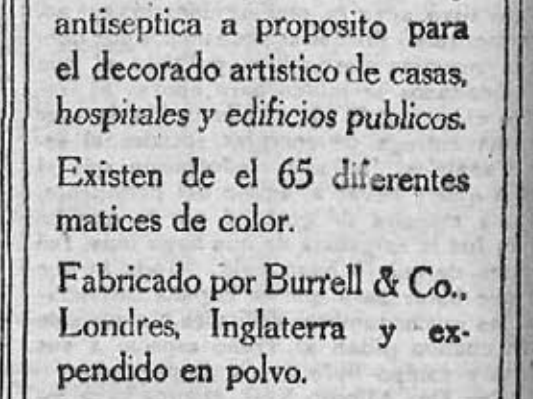 antiseptica a proposito para
el decorado artistico de casas,
hospitales y edificios publicos.
Existen de el 65 diferentes
matices de color.
Fabricado por Burrell & Co.,
Londres, Inglaterra y ex-
pendido en polvo.